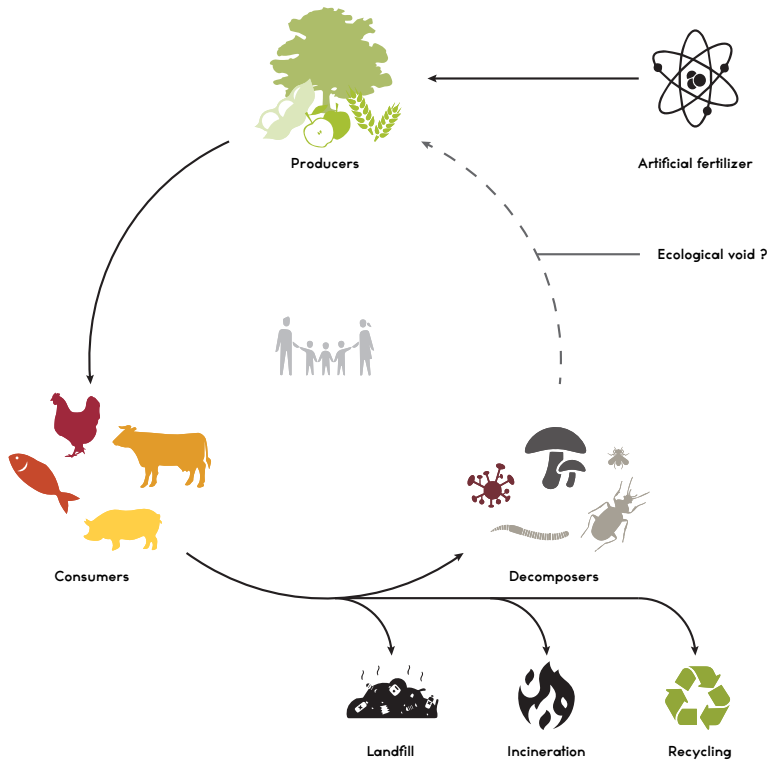 Producers
Artificial fertilizer
Ecological void ?
Consumers
Decomposers
Landfill
Incineration
Recycling